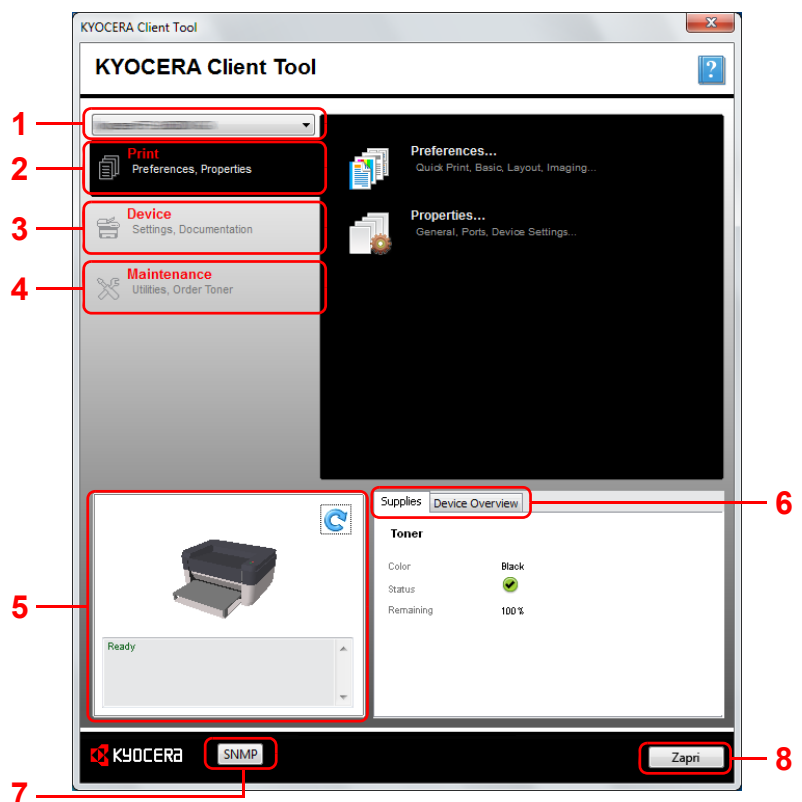 KYOCERA Client Tool
KYOCERA Client Tool
?
1
2
Print
Preferences, Properties
3
Device
Settings, Documentation
4
Maintenance
Utilities, Order Toner
Preferences...
Quick Print, Basic, Layout, Imaging...
Properties...
General, Ports, Device Settings...
5
Ready
6
Supplies Device Overview
Toner
Color Black
Status
Remaining 100 %
KYOCERA
SNMP
7
Zapri
8